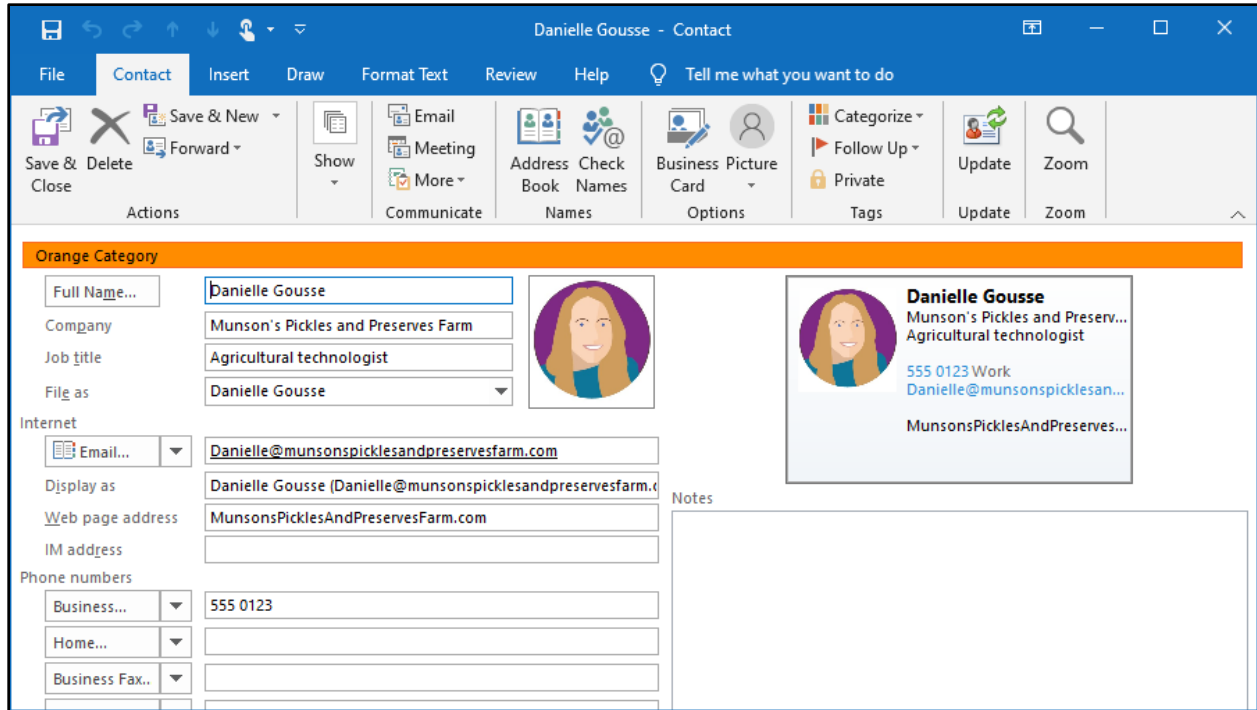 Danielle Gousse - Contact
File Contact Insert Draw Format Text Review Help Tell me what you want to do
Save & Close
Delete
Save & New
Forward
Actions
Show
Email
Meeting
More
Communicate
Address Book
Check Names
Names
Business Card
Picture
Options
Categorize
Follow Up
Private
Tags
Update
Update
Zoom
Zoom
Orange Category
Full Name... Danielle Gousse
Company Munson's Pickles and Preserves Farm
Job title Agricultural technologist
File as Danielle Gousse
Internet
Email... Danielle@munsonspicklesandpreservesfarm.com
Display as Danielle Gousse (Danielle@munsonspicklesandpreservesfarm.c
Web page address MunsonsPicklesAndPreservesFarm.com
IM address
Phone numbers
Business... 555 0123
Home...
Business Fax..
Danielle Gousse
Munson's Pickles and Preserv...
Agricultural technologist
555 0123 Work
Danielle@munsonspicklesan...
MunsonsPicklesAndPreserves...
Notes